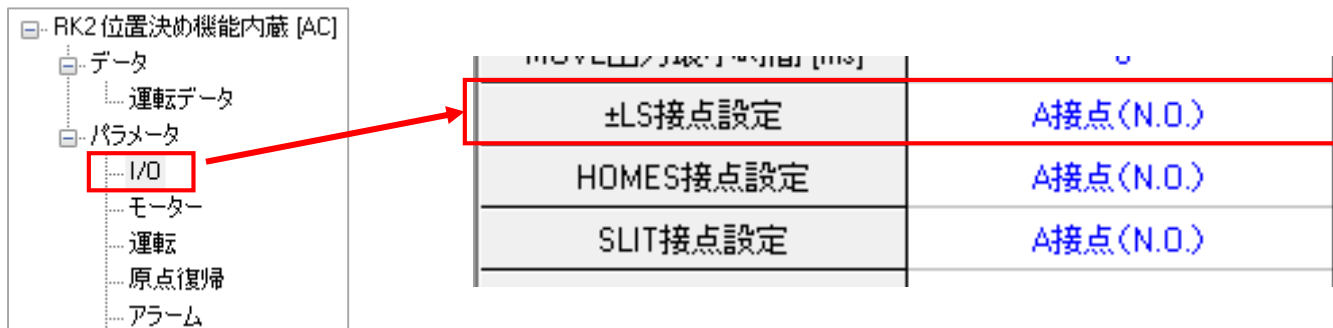 RK2 位置決め機能内蔵 [AC]
データ
運転データ
パラメータ
I/O
モーター
運転
原点復帰
アラーム
±LS接点設定 A接点(N.O.)
HOMES接点設定 A接点(N.O.)
SLIT接点設定 A接点(N.O.)